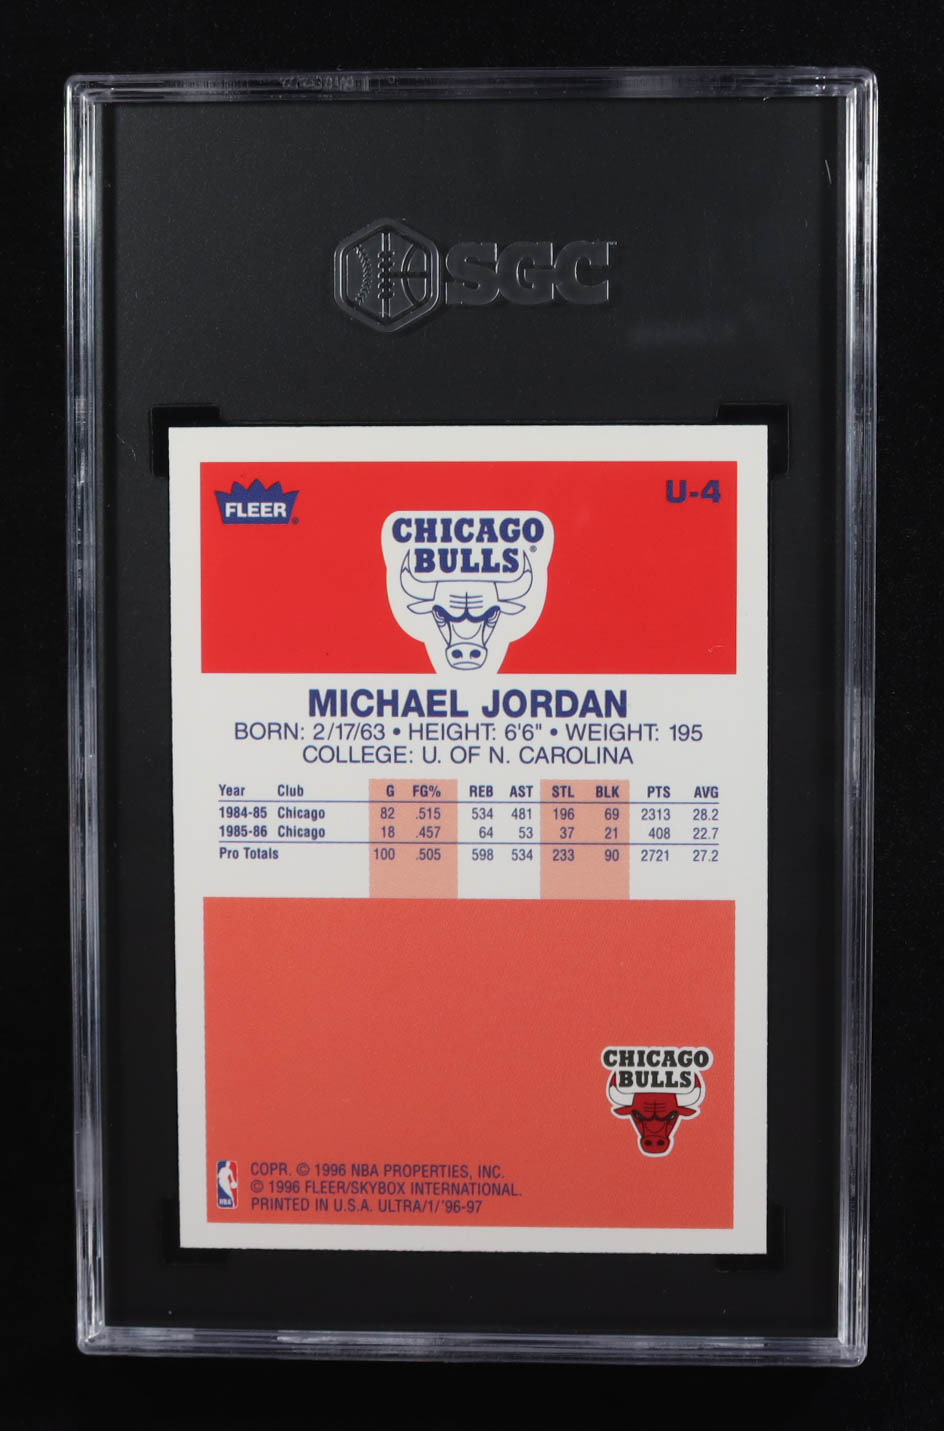 SGC
FLEER®
U-4
CHICAGO
BULLS®
MICHAEL JORDAN
BORN: 2/17/63 • HEIGHT: 6'6" • WEIGHT: 195
COLLEGE: U. OF N. CAROLINA
Year Club G FG% REB AST STL BLK PTS AVG
1984-85 Chicago 82 .515 534 481 196 69 2313 28.2
1985-86 Chicago 18 .457 64 53 37 21 408 22.7
Pro Totals 100 .505 598 534 233 90 2721 27.2
CHICAGO
BULLS
COPR. © 1996 NBA PROPERTIES, INC.
© 1996 FLEER/SKYBOX INTERNATIONAL.
PRINTED IN U.S.A. ULTRA/1/'96-97
NBA